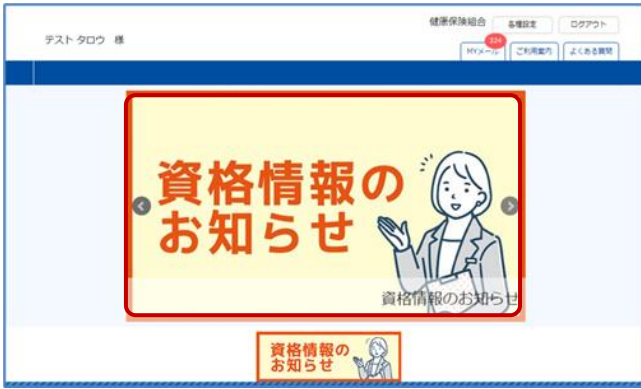 健康保険組合
各種設定
ログアウト
テスト タロウ 様
324
MYメール
ご利用案内
よくある質問
資格情報の
お知らせ
資格情報のお知らせ
資格情報の
お知らせ